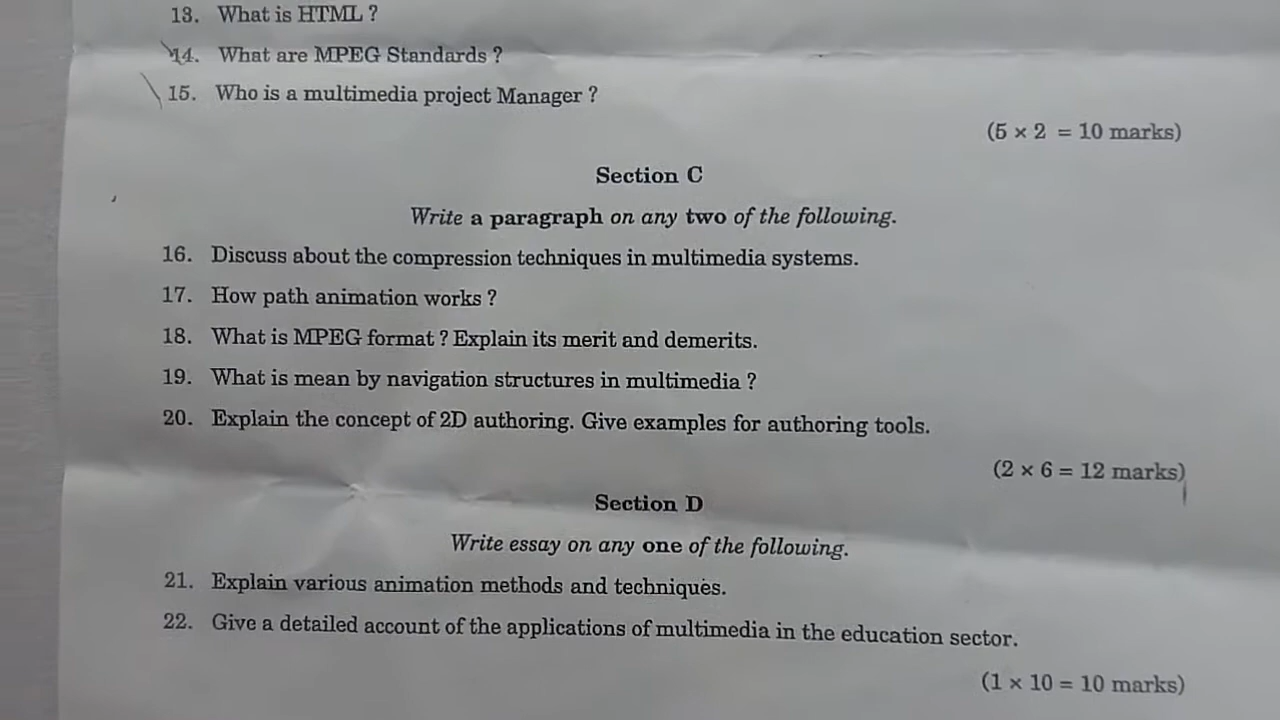 13. What is HTML ?
14. What are MPEG Standards ?
15. Who is a multimedia project Manager ?
(5 × 2 = 10 marks)
Section C
Write a paragraph on any two of the following.
16. Discuss about the compression techniques in multimedia systems.
17. How path animation works ?
18. What is MPEG format ? Explain its merit and demerits.
19. What is mean by navigation structures in multimedia ?
20. Explain the concept of 2D authoring. Give examples for authoring tools.
(2 × 6 = 12 marks)
Section D
Write essay on any one of the following.
21. Explain various animation methods and techniques.
22. Give a detailed account of the applications of multimedia in the education sector.
(1 × 10 = 10 marks)